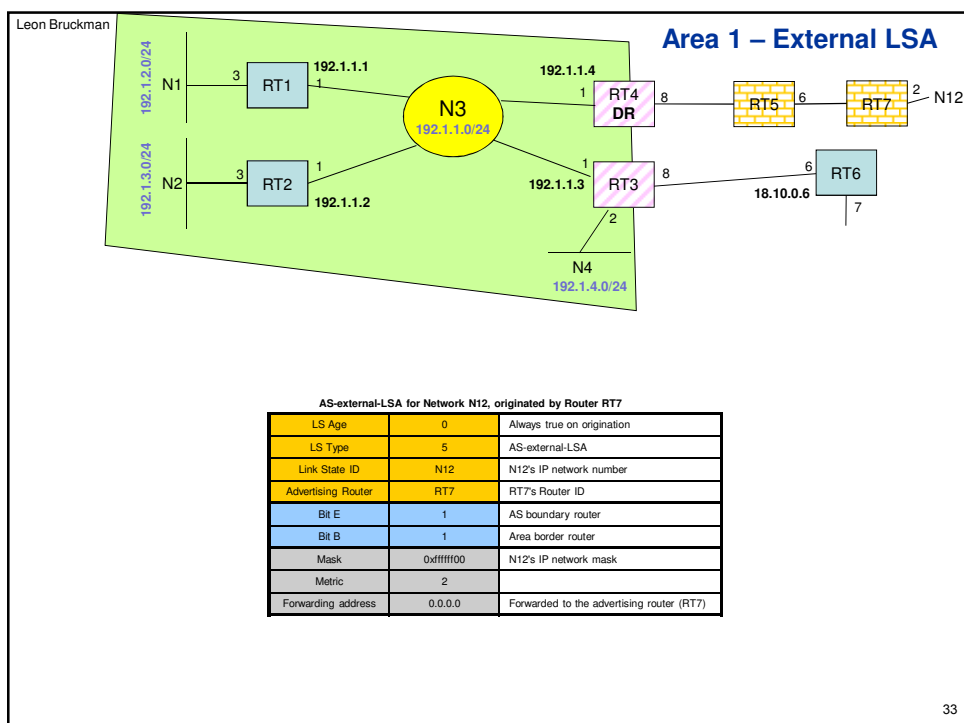 Leon Bruckman
Area 1 – External LSA
192.1.2.0/24
N1
3
RT1
192.1.1.1
1
N3
192.1.1.0/24
192.1.1.4
1
RT4
DR
8
RT5
6
RT7
2
N12
192.1.3.0/24
N2
3
RT2
1
192.1.1.2
1
192.1.1.3
RT3
8
2
6
RT6
18.10.0.6
7
N4
192.1.4.0/24
AS-external-LSA for Network N12, originated by Router RT7
LS Age 0 Always true on origination
LS Type 5 AS-external-LSA
Link State ID N12 N12's IP network number
Advertising Router RT7 RT7's Router ID
Bit E 1 AS boundary router
Bit B 1 Area border router
Mask 0xffffff00 N12's IP network mask
Metric 2
Forwarding address 0.0.0.0 Forwarded to the advertising router (RT7)
33